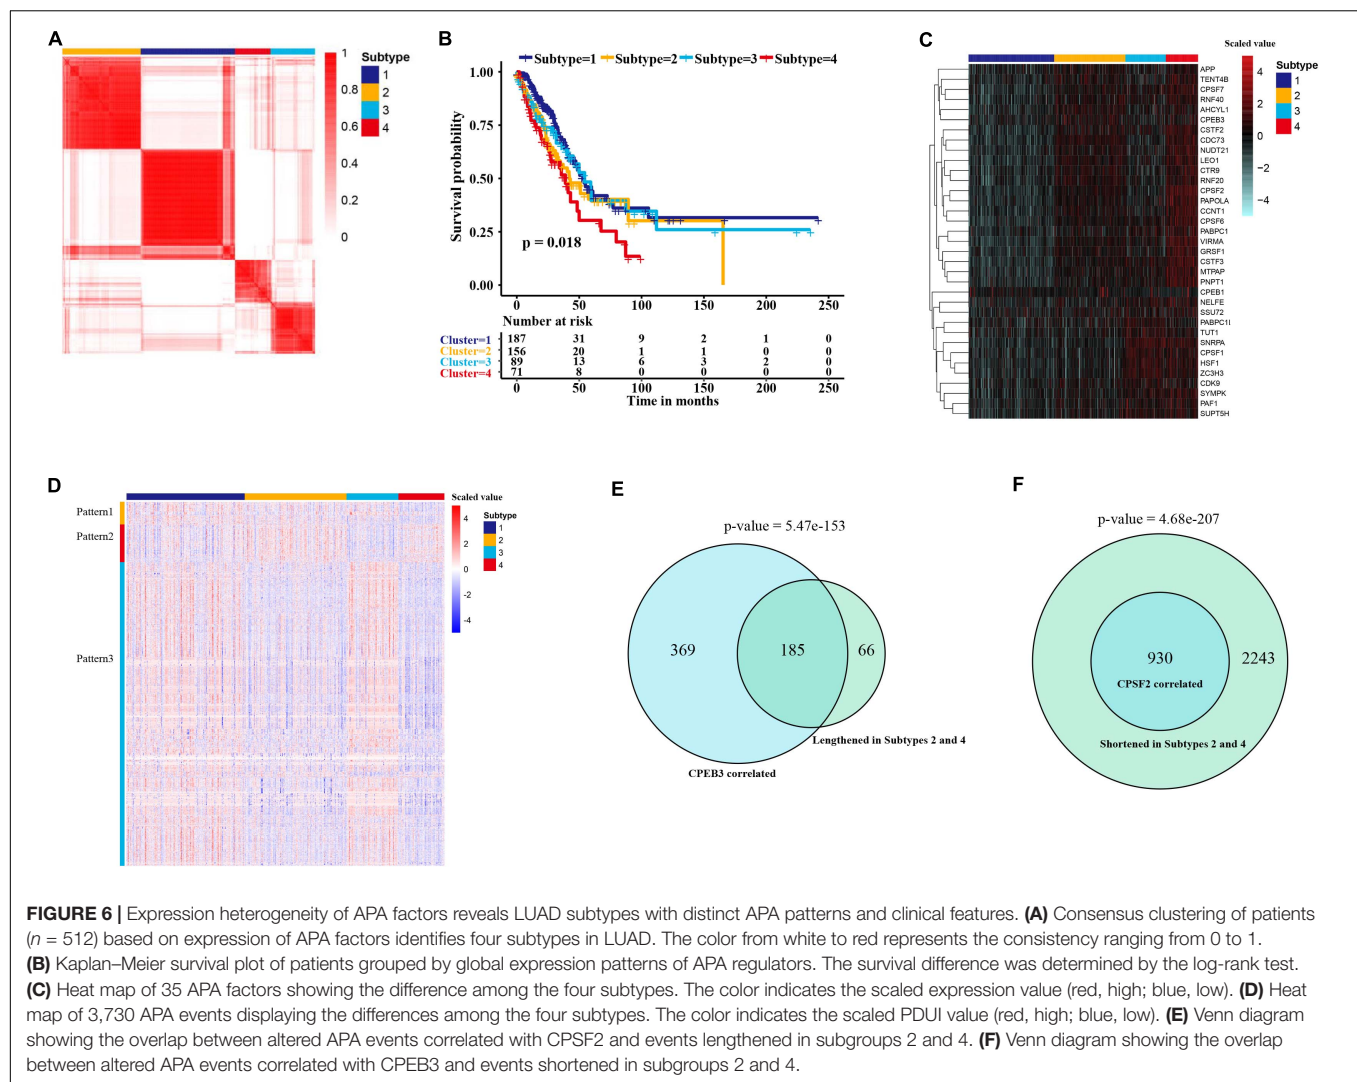 A
Subtype
1
2
3
4
1
0.8
0.6
0.4
0.2
0
B
Subtype=1 Subtype=2 Subtype=3 Subtype=4
1.00
0.75
0.50
0.25
0.00
Survival probability
p = 0.018
0 50 100 150 200 250
Number at risk
Cluster=1 187 31 9 2 1 0
Cluster=2 156 20 1 1 0 0
Cluster=3 89 13 6 3 2 0
Cluster=4 71 8 0 0 0 0
0 50 100 150 200 250
Time in months
C
Scaled value
4
2
0
−2
−4
Subtype
1
2
3
4
APP
TENT4B
CPSF7
RNF40
AHCYL1
CPEB3
CSTF2
CDC73
NUDT21
LEO1
CTR9
RNF20
CPSF2
PAPOLA
CCNT1
CPSF6
PABPC1
VIRMA
GRSF1
CSTF3
MTPAP
PNPT1
CPEB1
NELFE
SSU72
PABPC1l
TUT1
SNRPA
CPSF1
HSF1
ZC3H3
CDK9
SYMPK
PAF1
SUPT5H
D
Pattern1
Pattern2
Pattern3
Scaled value
4
2
0
-2
-4
Subtype
1
2
3
4
E
p-value = 5.47e-153
369 185 66
Lengthened in Subtypes 2 and 4
CPEB3 correlated
F
p-value = 4.68e-207
930 2243
CPSF2 correlated
Shortened in Subtypes 2 and 4
FIGURE 6 | Expression heterogeneity of APA factors reveals LUAD subtypes with distinct APA patterns and clinical features. (A) Consensus clustering of patients
(n = 512) based on expression of APA factors identifies four subtypes in LUAD. The color from white to red represents the consistency ranging from 0 to 1.
(B) Kaplan–Meier survival plot of patients grouped by global expression patterns of APA regulators. The survival difference was determined by the log-rank test.
(C) Heat map of 35 APA factors showing the difference among the four subtypes. The color indicates the scaled expression value (red, high; blue, low). (D) Heat
map of 3,730 APA events displaying the differences among the four subtypes. The color indicates the scaled PDUI value (red, high; blue, low). (E) Venn diagram
showing the overlap between altered APA events correlated with CPSF2 and events lengthened in subgroups 2 and 4. (F) Venn diagram showing the overlap
between altered APA events correlated with CPEB3 and events shortened in subgroups 2 and 4.